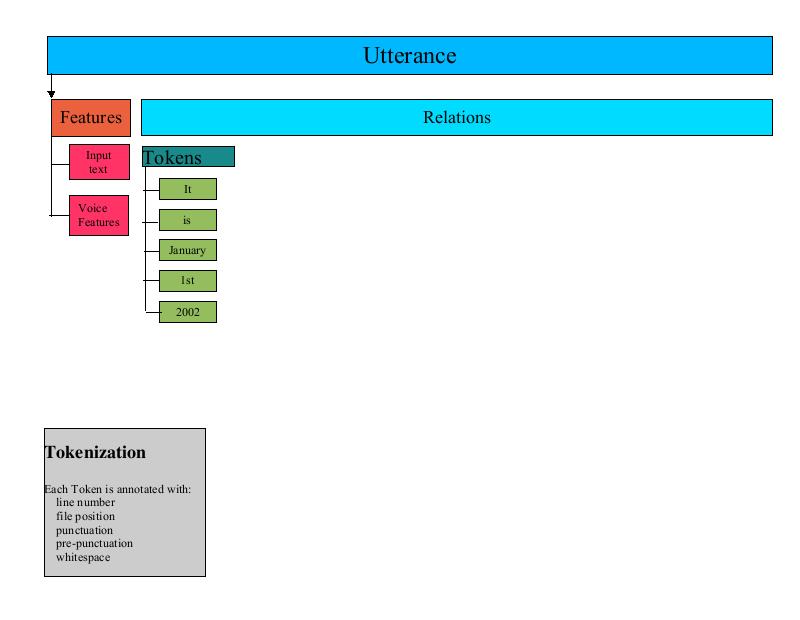 Utterance
Features
Relations
Input
text
Voice
Features
Tokens
It
is
January
1st
2002
Tokenization
Each Token is annotated with:
line number
file position
punctuation
pre-punctuation
whitespace